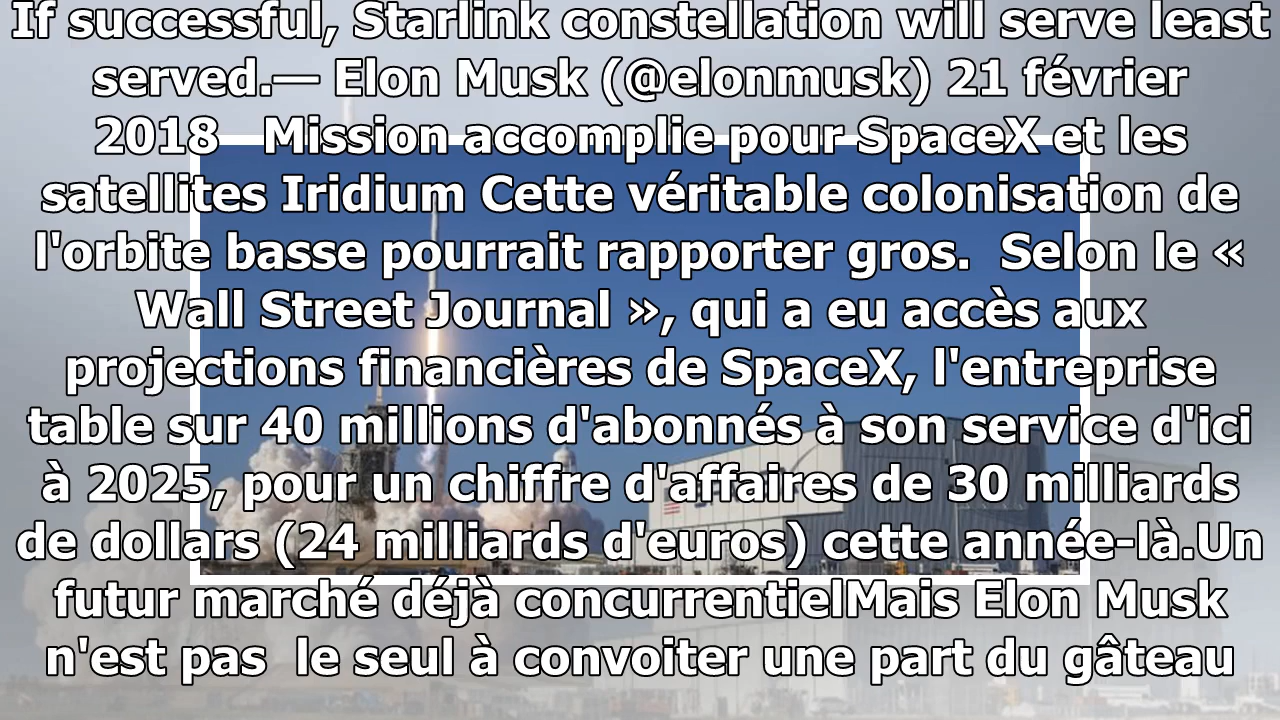 If successful, Starlink constellation will serve least
served.— Elon Musk (@elonmusk) 21 février
2018   Mission accomplie pour SpaceX et les
satellites Iridium Cette véritable colonisation de
l'orbite basse pourrait rapporter gros.  Selon le «
Wall Street Journal », qui a eu accès aux
projections financières de SpaceX, l'entreprise
table sur 40 millions d'abonnés à son service d'ici
à 2025, pour un chiffre d'affaires de 30 milliards
de dollars (24 milliards d'euros) cette année-là.Un
futur marché déjà concurrentielMais Elon Musk
n'est pas  le seul à convoiter une part du gâteau